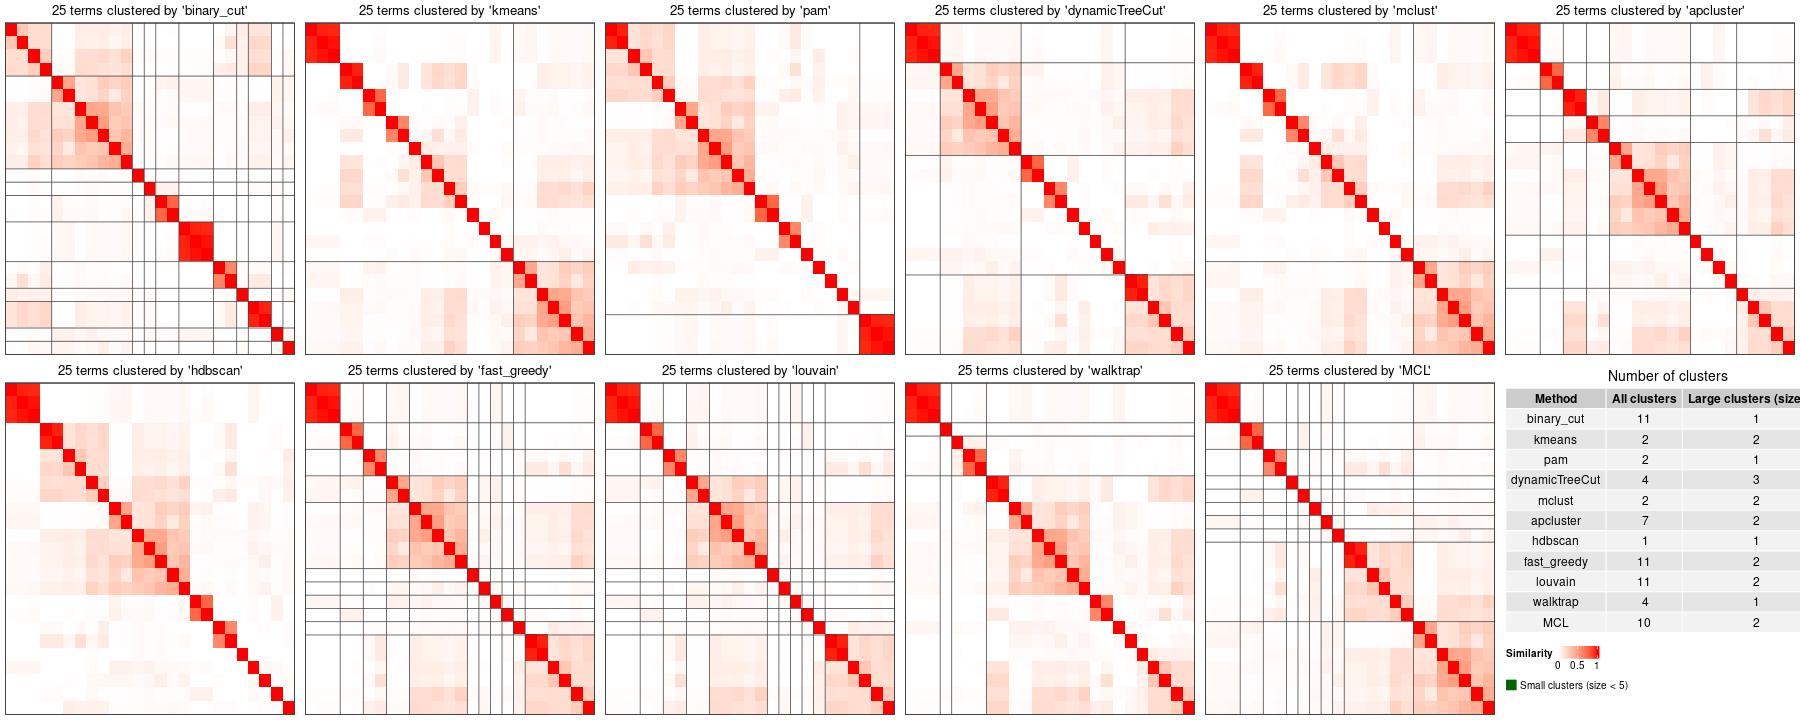 25 terms clustered by 'binary_cut'
25 terms clustered by 'kmeans'
25 terms clustered by 'pam'
25 terms clustered by 'dynamicTreeCut'
25 terms clustered by 'mclust'
25 terms clustered by 'apcluster'
25 terms clustered by 'hdbscan'
25 terms clustered by 'fast_greedy'
25 terms clustered by 'louvain'
25 terms clustered by 'walktrap'
25 terms clustered by 'MCL'
Number of clusters
Method All clusters Large clusters (size
binary_cut 11 1
kmeans 2 2
pam 2 1
dynamicTreeCut 4 3
mclust 2 2
apcluster 7 2
hdbscan 1 1
fast_greedy 11 2
louvain 11 2
walktrap 4 1
MCL 10 2
Similarity
0 0.5 1
Small clusters (size < 5)